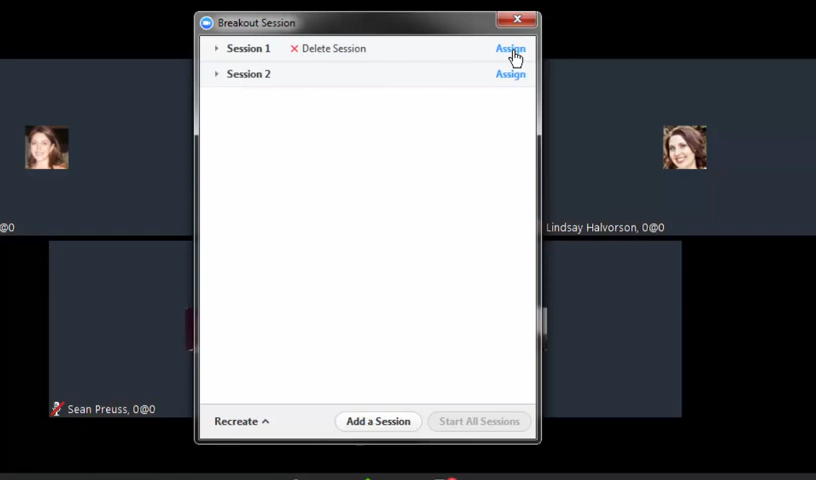 Breakout Session
Session 1 Delete Session Assign
Session 2 Assign
@0
Lindsay Halvorson, 0@0
Sean Preuss, 0@0
Recreate Add a Session Start All Sessions